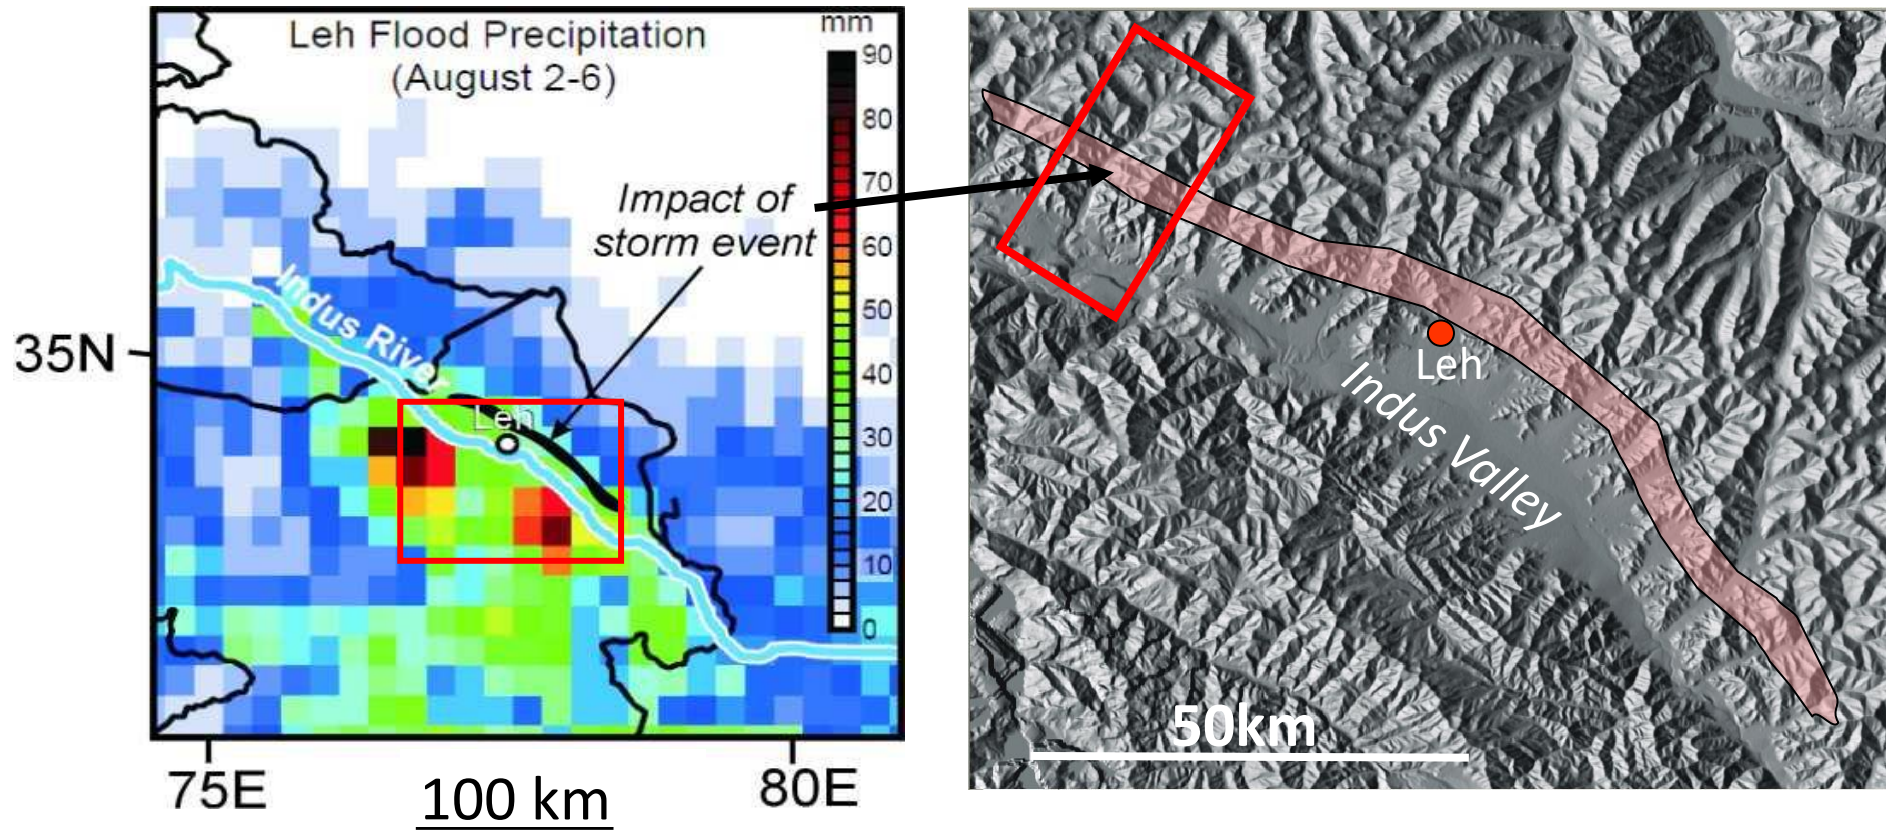 Leh Flood Precipitation
(August 2-6)
mm
90
80
70
60
50
40
30
20
10
0
Impact of
storm event
Indus River
Leh
35N
75E
80E
100 km
Leh
Indus Valley
50km